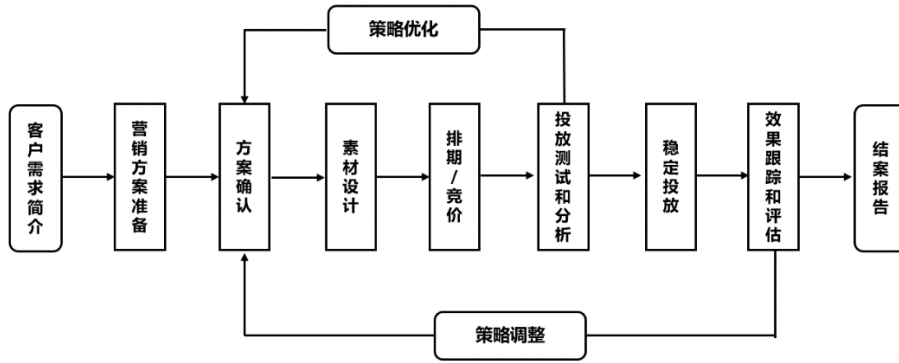 策略优化
客户需求简介
营销方案准备
方案确认
素材设计
排期/竞价
投放测试和分析
稳定投放
效果跟踪和评估
结案报告
策略调整